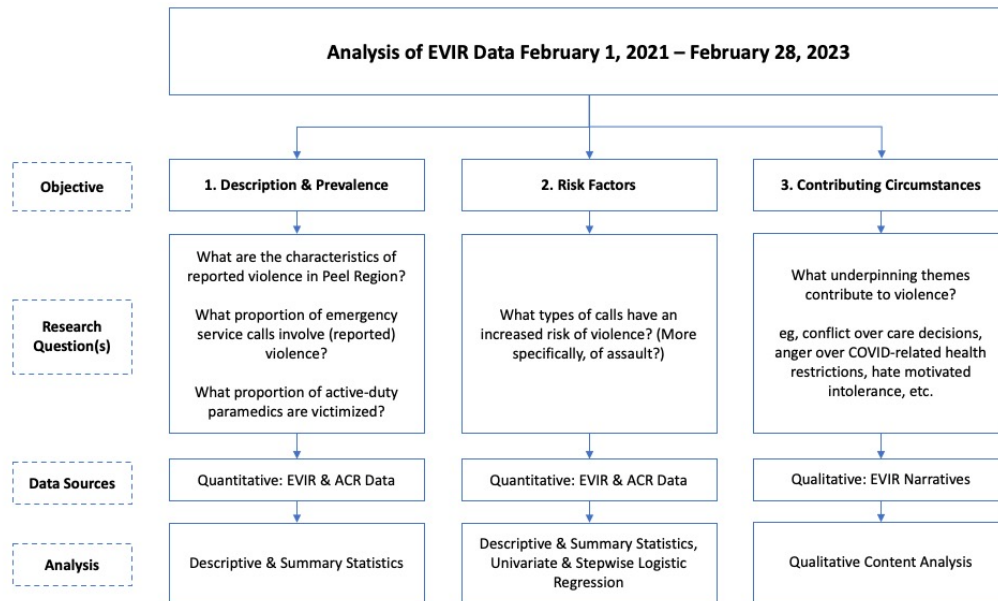 Analysis of EVIR Data February 1, 2021 – February 28, 2023
Objective
1. Description & Prevalence
2. Risk Factors
3. Contributing Circumstances
Research
Question(s)
What are the characteristics of
reported violence in Peel Region?
What proportion of emergency
service calls involve (reported)
violence?
What proportion of active-duty
paramedics are victimized?
What types of calls have an
increased risk of violence? (More
specifically, of assault?)
What underpinning themes
contribute to violence?
eg, conflict over care decisions,
anger over COVID-related health
restrictions, hate motivated
intolerance, etc.
Data Sources
Quantitative: EVIR & ACR Data
Quantitative: EVIR & ACR Data
Qualitative: EVIR Narratives
Analysis
Descriptive & Summary Statistics
Descriptive & Summary Statistics,
Univariate & Stepwise Logistic
Regression
Qualitative Content Analysis